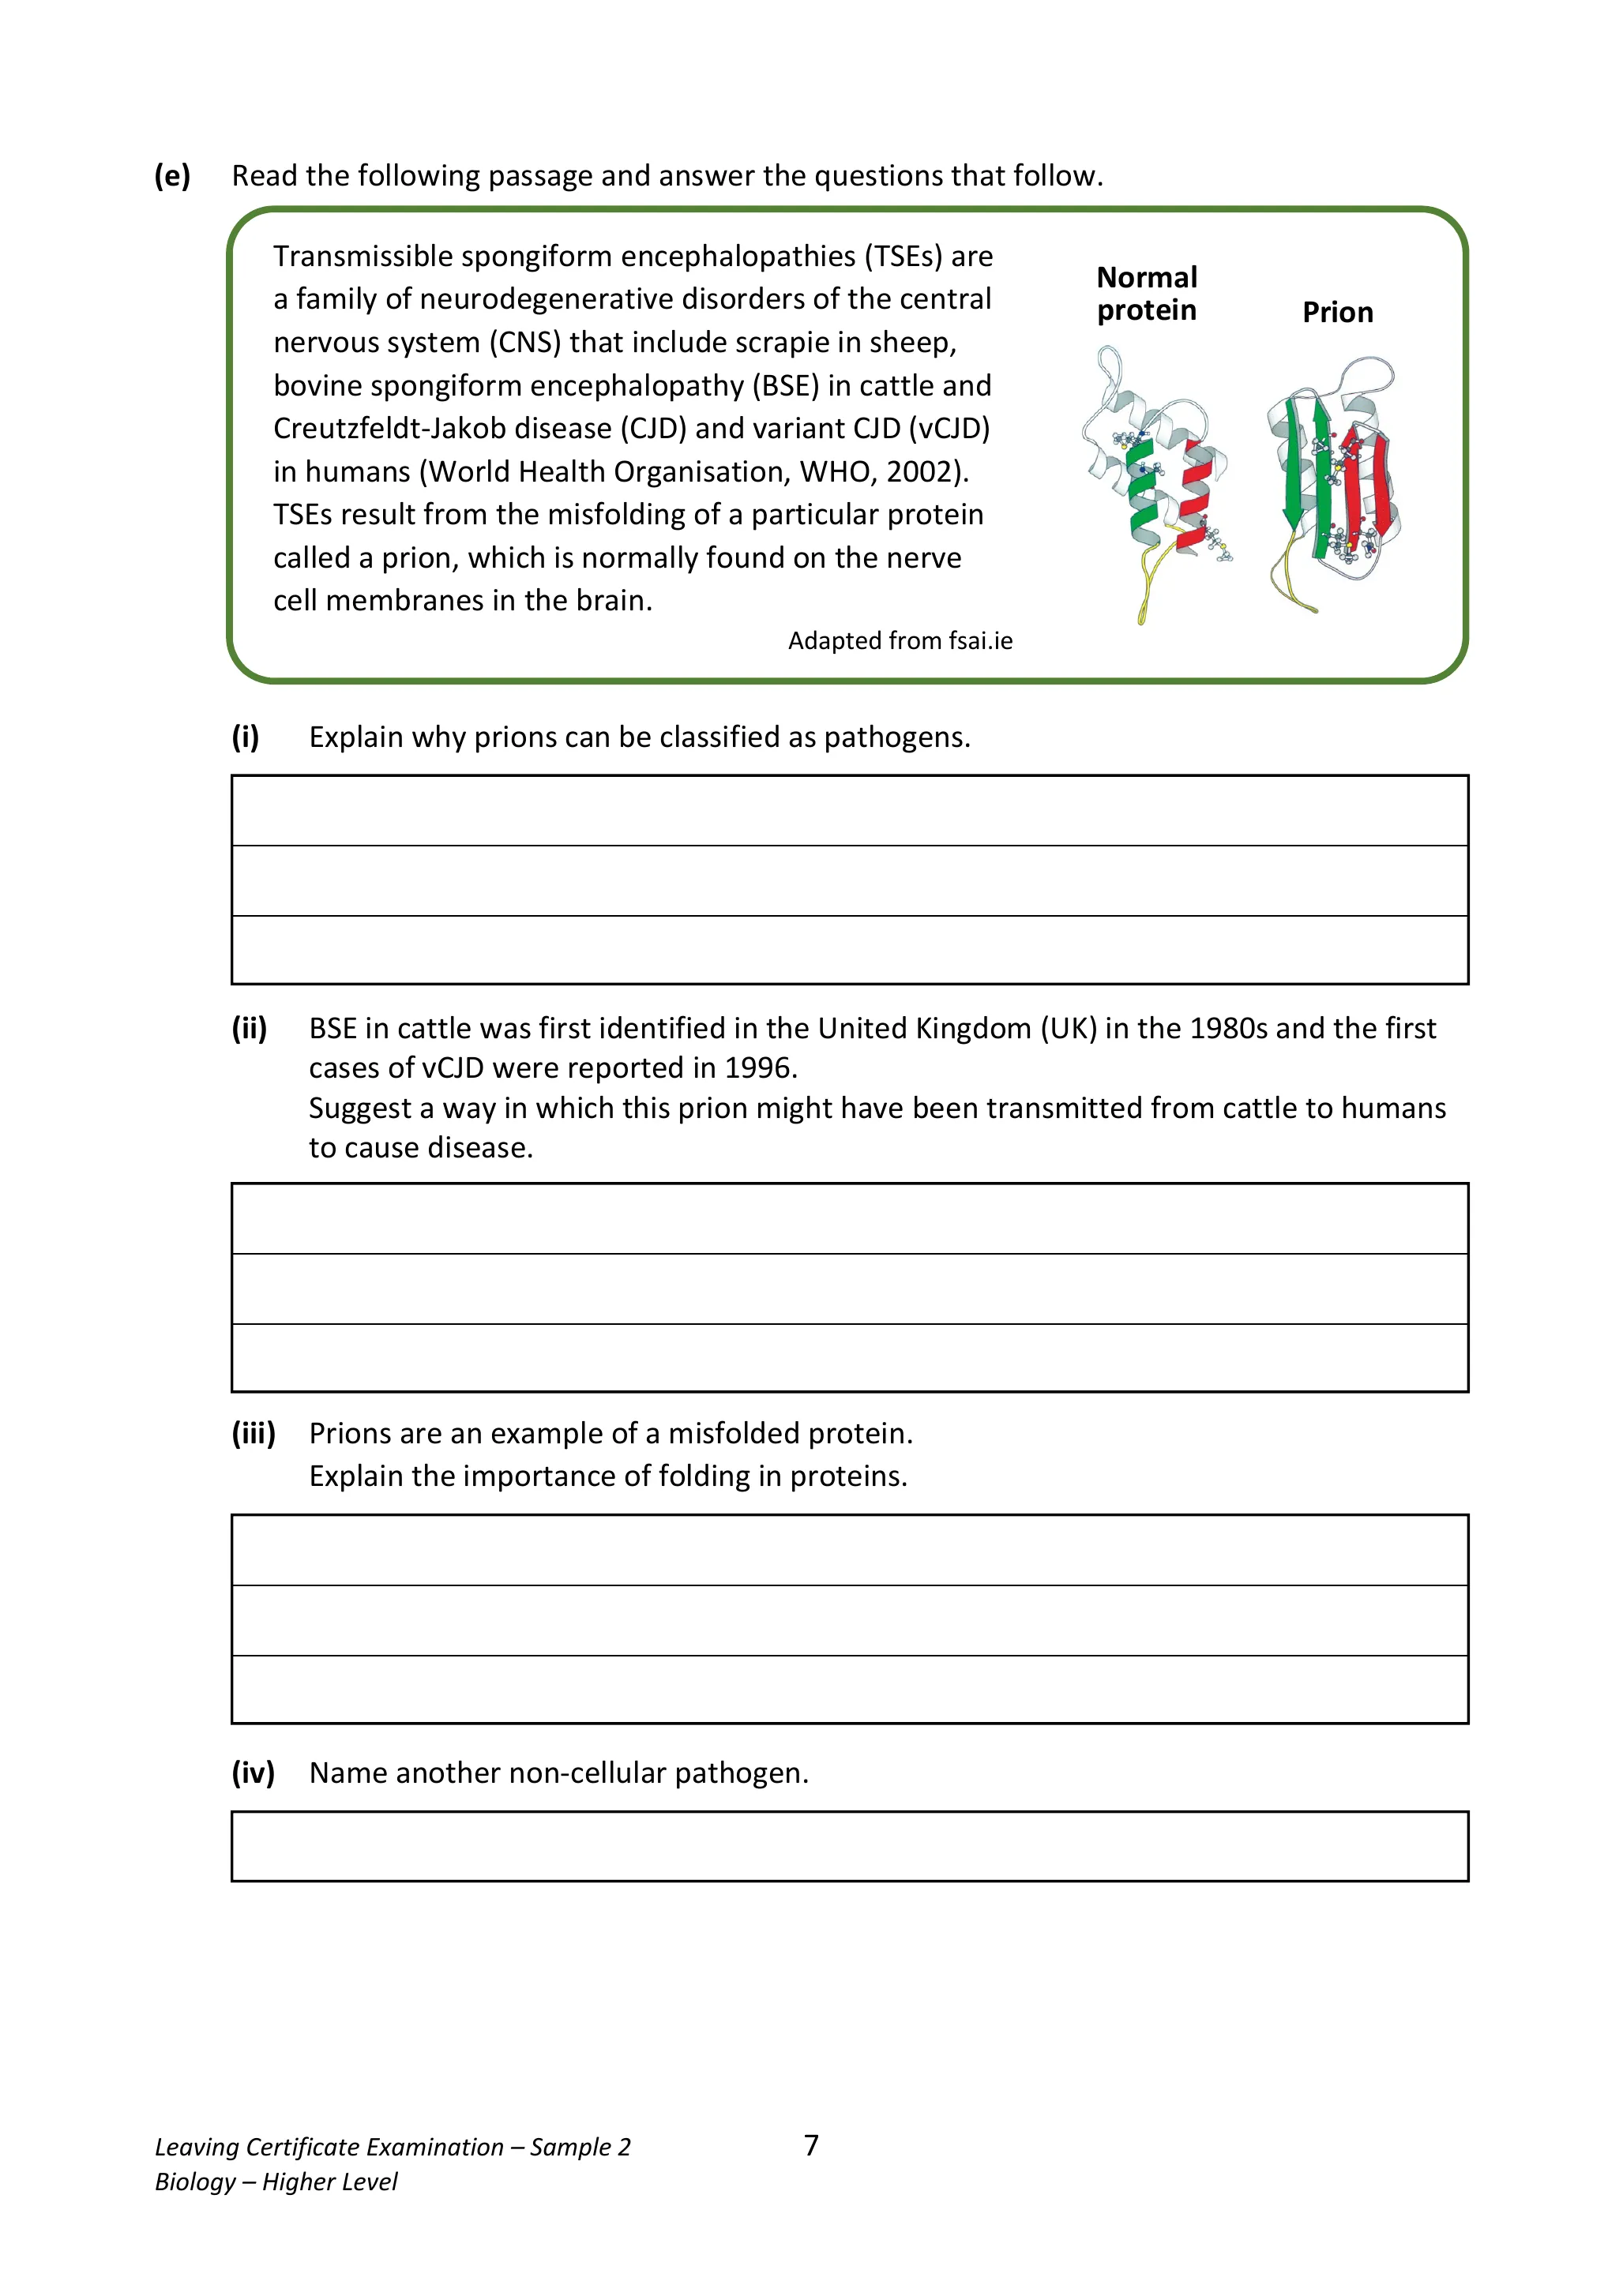 (e) Read the following passage and answer the questions that follow.
Transmissible spongiform encephalopathies (TSEs) are
a family of neurodegenerative disorders of the central
nervous system (CNS) that include scrapie in sheep,
bovine spongiform encephalopathy (BSE) in cattle and
Creutzfeldt-Jakob disease (CJD) and variant CJD (vCJD)
in humans (World Health Organisation, WHO, 2002).
TSEs result from the misfolding of a particular protein
called a prion, which is normally found on the nerve
cell membranes in the brain.
Adapted from fsai.ie
Normal
protein
Prion
(i) Explain why prions can be classified as pathogens.
(ii) BSE in cattle was first identified in the United Kingdom (UK) in the 1980s and the first
cases of vCJD were reported in 1996.
Suggest a way in which this prion might have been transmitted from cattle to humans
to cause disease.
(iii) Prions are an example of a misfolded protein.
Explain the importance of folding in proteins.
(iv) Name another non-cellular pathogen.
Leaving Certificate Examination – Sample 2
7
Biology – Higher Level